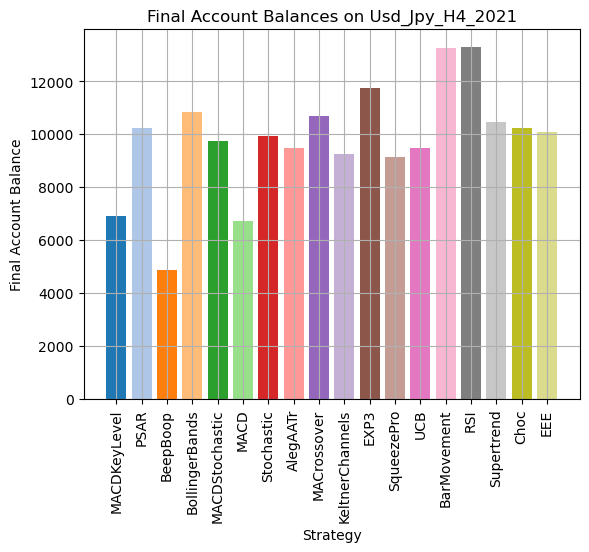 Final Account Balances on Usd_Jpy_H4_2021
Final Account Balance
12000
10000
8000
6000
4000
2000
0
MACDKeyLevel
PSAR
BeepBoop
BollingerBands
MACDStochastic
MACD
Stochastic
AlegAATr
MACrossover
KeltnerChannels
EXP3
SqueezePro
UCB
BarMovement
RSI
Supertrend
Choc
EEE
Strategy